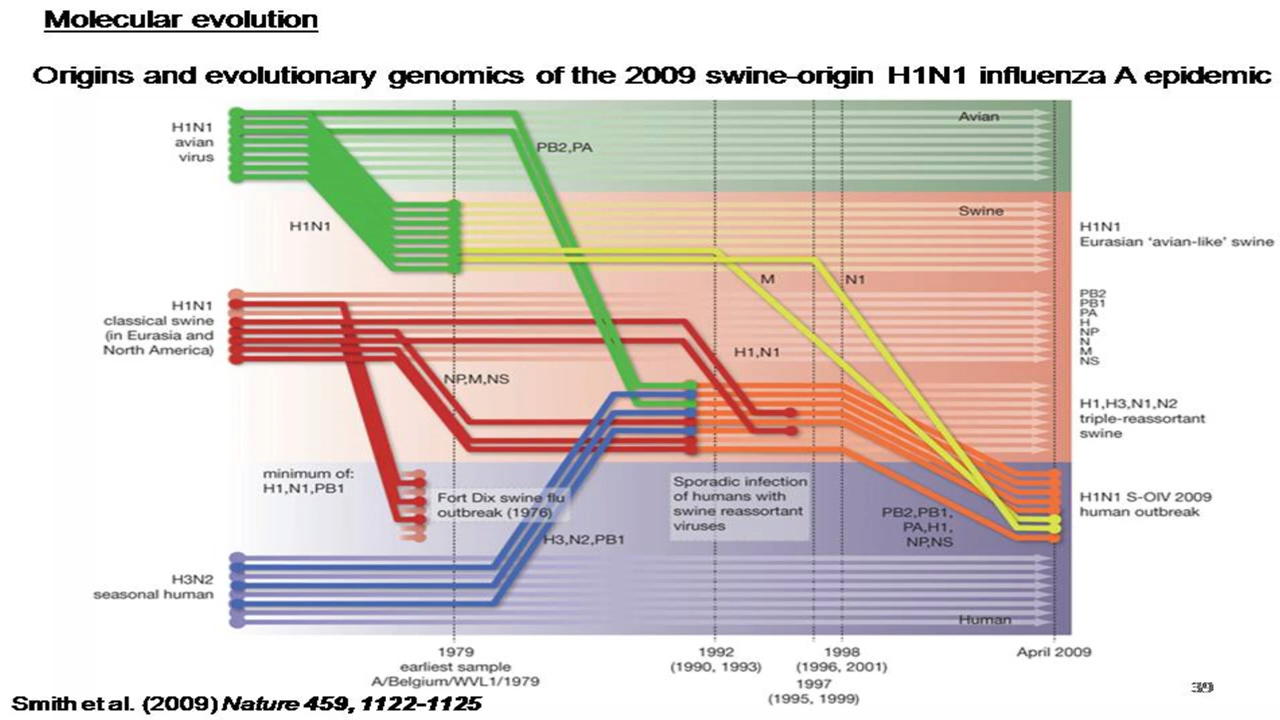 Molecular evolution
Origins and evolutionary genomics of the 2009 swine-origin H1N1 influenza A epidemic
H1N1
avian
virus
Avian
PB2,PA
H1N1
Swine
H1N1
Eurasian ‘avian-like’ swine
M
N1
H1N1
classical swine
(in Eurasia and
North America)
PB2
PB1
PA
H
NP
N
M
NS
H1,N1
NP,M,NS
H1,H3,N1,N2
triple-reassortant
swine
minimum of:
H1,N1,PB1
Fort Dix swine flu
outbreak (1976)
Sporadic infection
of humans with
swine reassortant
viruses
H1N1 S-OIV 2009
human outbreak
PB2,PB1,
PA,H1,
NP,NS
H3,N2,PB1
H3N2
seasonal human
Human
1979
earliest sample
A/Belgium/WVL1/1979
1992
(1990, 1993)
1998
(1996, 2001)
1997
(1995, 1999)
April 2009
Smith et al. (2009) Nature 459, 1122-1125